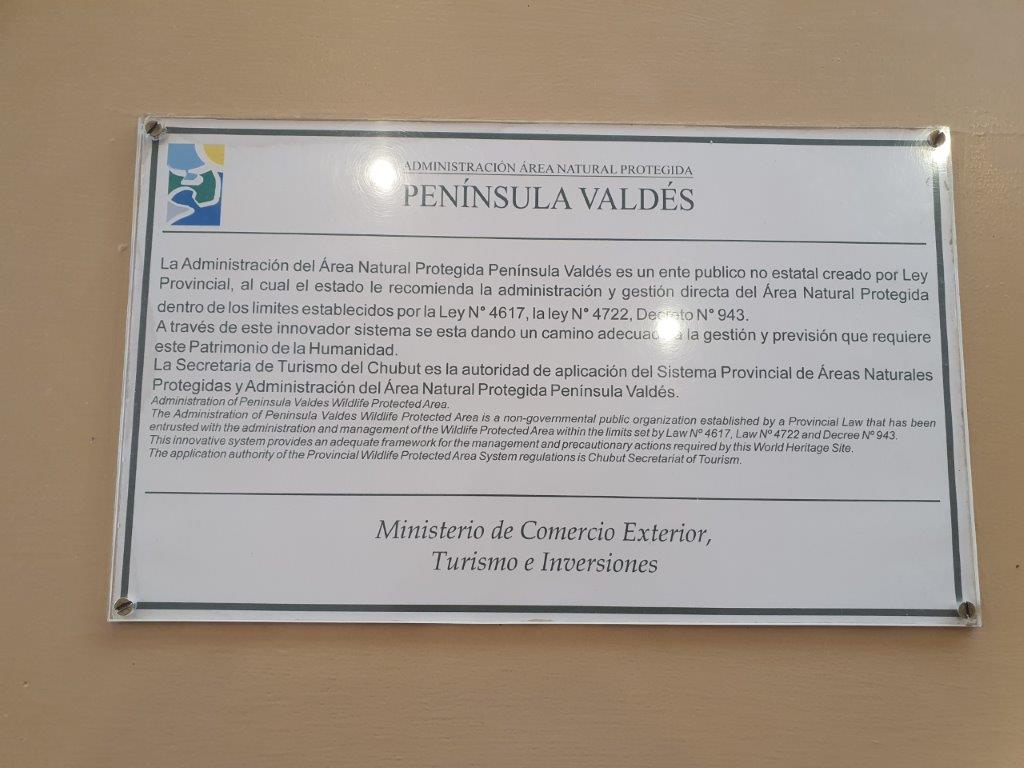 ADMINISTRACIÓN ÁREA NATURAL PROTEGIDA
PENÍNSULA VALDÉS
La Administración del Área Natural Protegida Península Valdés es un ente publico no estatal creado por Ley
Provincial, al cual el estado le recomienda la administración y gestión directa del Área Natural Protegida
dentro de los limites establecidos por la Ley N° 4617, la ley N° 4722, Decreto N° 943.
A través de este innovador sistema se esta dando un camino adecuado a la gestión y previsión que requiere
este Patrimonio de la Humanidad.
La Secretaria de Turismo del Chubut es la autoridad de aplicación del Sistema Provincial de Áreas Naturales
Protegidas y Administración del Área Natural Protegida Península Valdés.
Administration of Peninsula Valdes Wildlife Protected Area.
The Administration of Peninsula Valdes Wildlife Protected Area is a non-governmental public organization established by a Provincial Law that has been
entrusted with the administration and management of the Wildlife Protected Area within the limits set by Law Nº 4617, Law Nº 4722 and Decree Nº 943.
This innovative system provides an adequate framework for the management and precautionary actions required by this World Heritage Site.
The application authority of the Provincial Wildlife Protected Area System regulations is Chubut Secretariat of Tourism.
Ministerio de Comercio Exterior,
Turismo e Inversiones